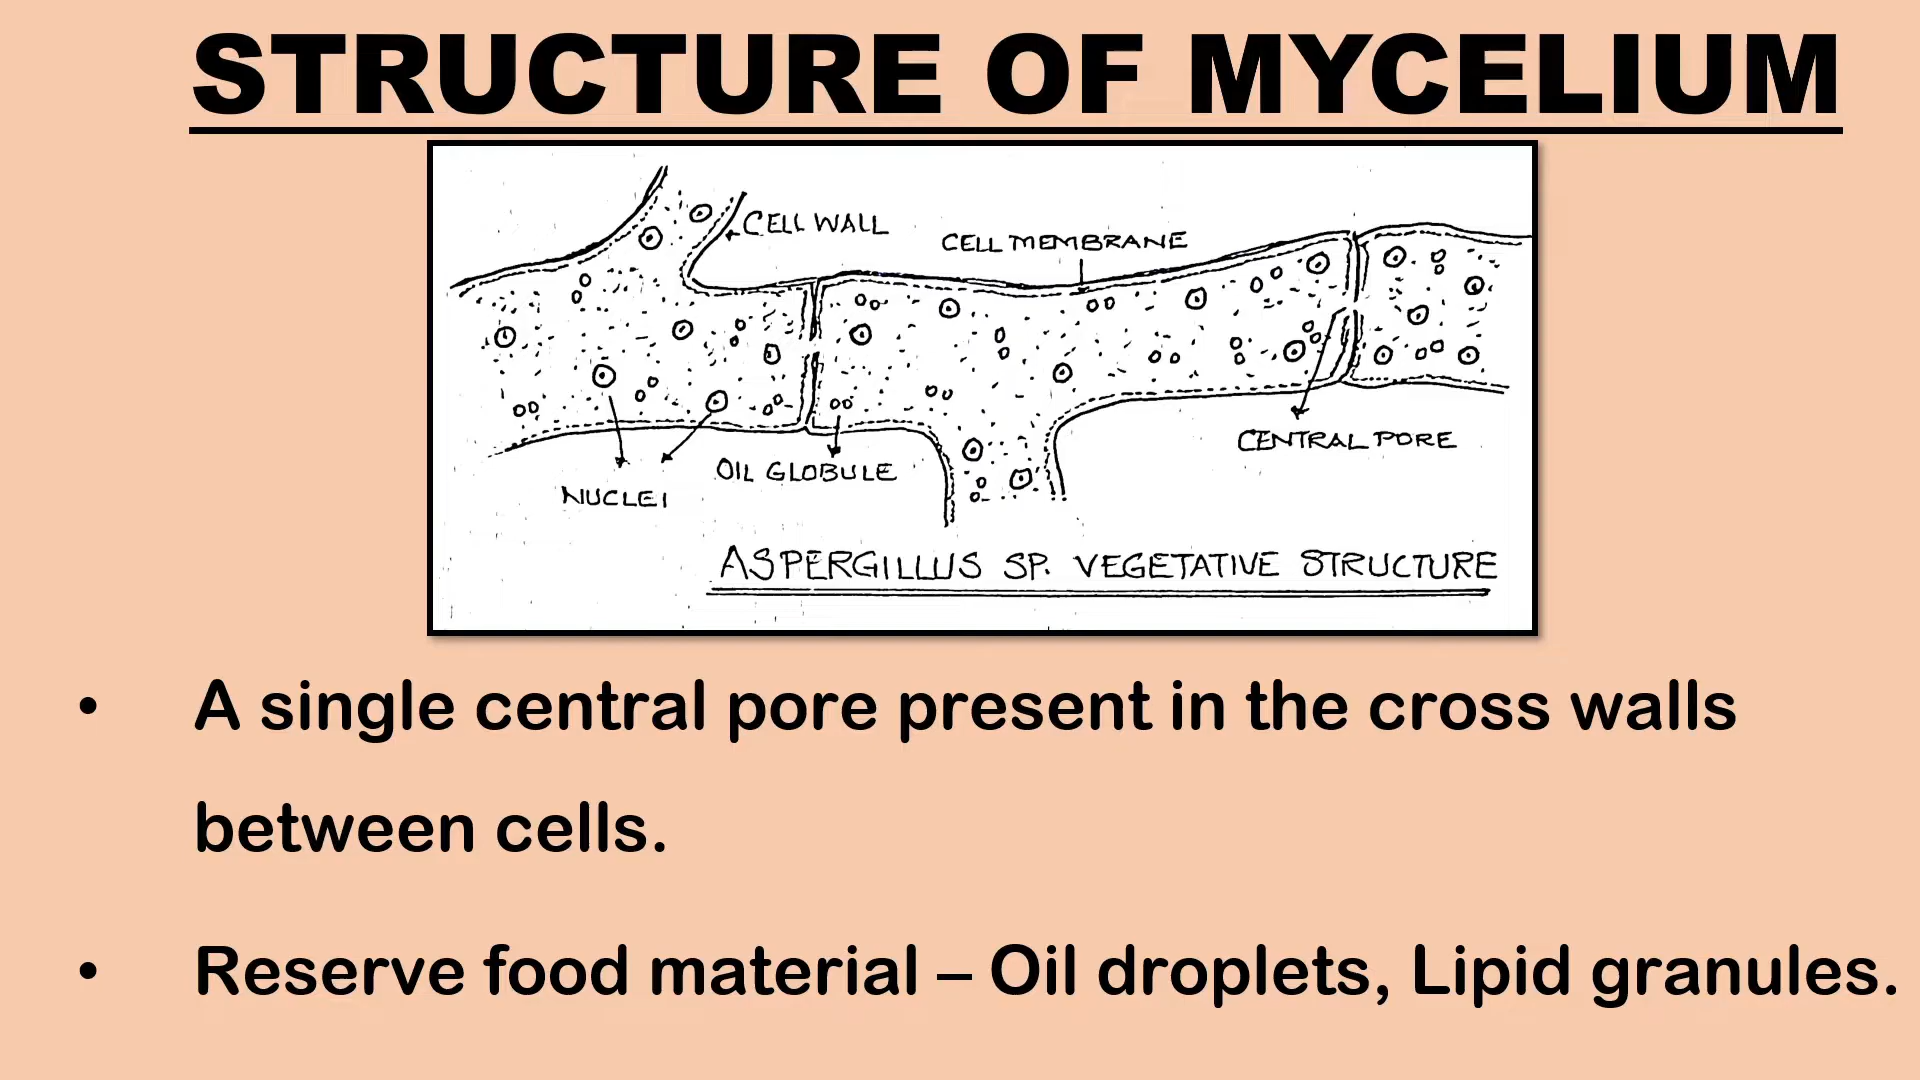 STRUCTURE OF MYCELIUM
CELL WALL
CELL MEMBRANE
CENTRAL PORE
OIL GLOBULE
NUCLEI
ASPERGILLUS SP. VEGETATIVE STRUCTURE
• A single central pore present in the cross walls
between cells.
• Reserve food material – Oil droplets, Lipid granules.